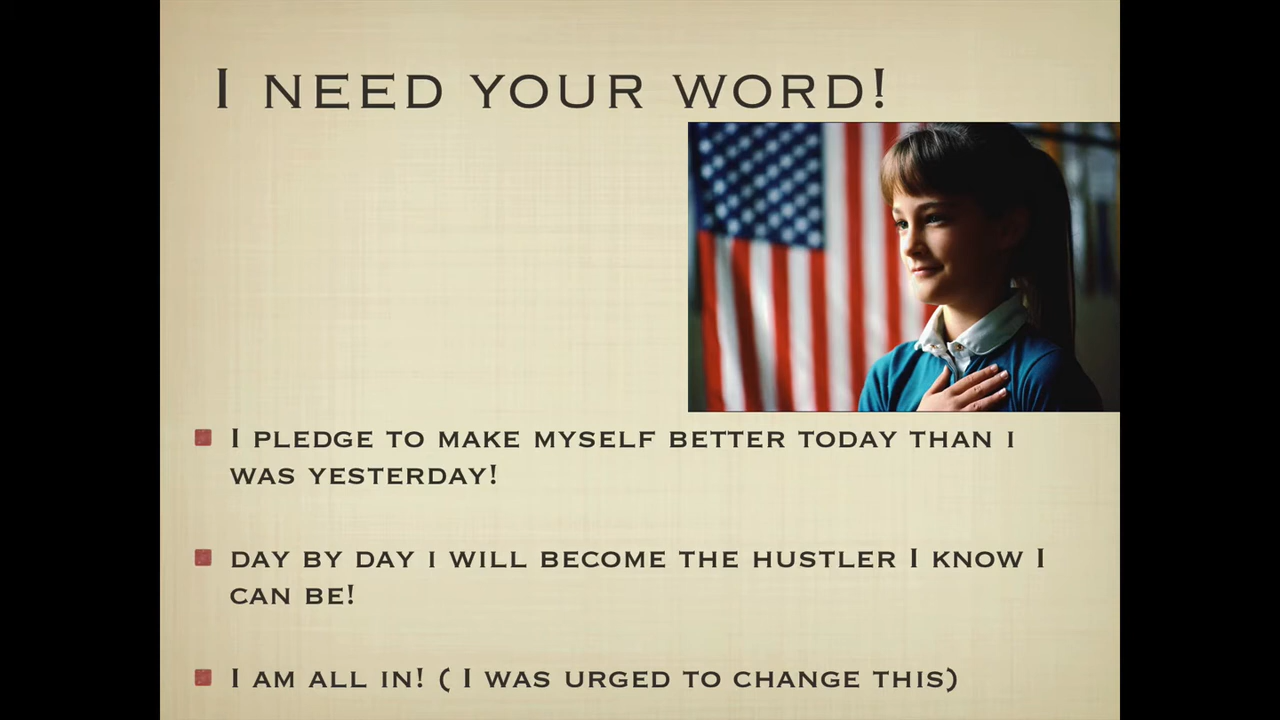 I NEED YOUR WORD!
I PLEDGE TO MAKE MYSELF BETTER TODAY THAN I
WAS YESTERDAY!
DAY BY DAY I WILL BECOME THE HUSTLER I KNOW I
CAN BE!
I AM ALL IN! ( I WAS URGED TO CHANGE THIS)